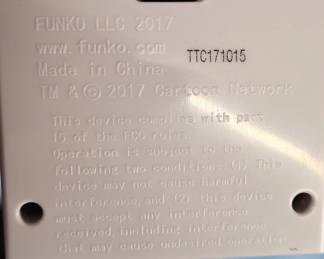 FUNKO LLC 2017
www.funko.com
TTC171015
Made in China
TM & © 2017 Cartoon Network
This device complies with part
15 of the FCC rules.
Operation is subject to the
following two conditions: (1) This
device may not cause harmful
interference, and (2) this device
must accept any interference
received, including interference
that may cause undesired operation